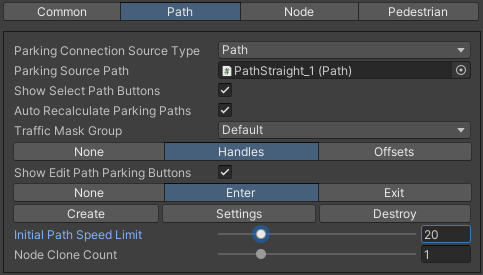 Common Path Node Pedestrian
Parking Connection Source Type Path
Parking Source Path PathStraight_1 (Path)
Show Select Path Buttons
Auto Recalculate Parking Paths
Traffic Mask Group Default
None Handles Offsets
Show Edit Path Parking Buttons
None Enter Exit
Create Settings Destroy
Initial Path Speed Limit 20
Node Clone Count 1